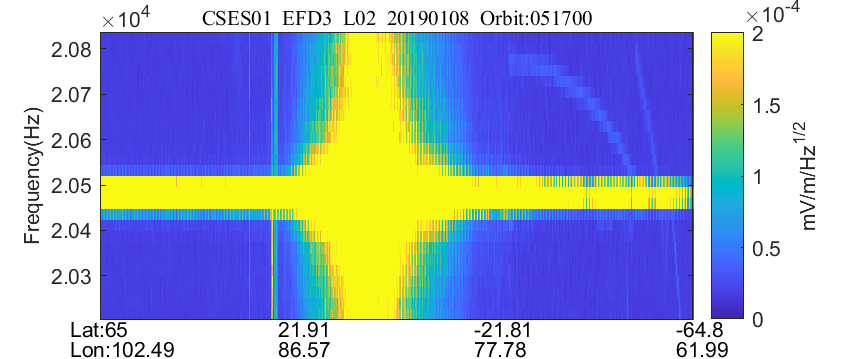 ×10⁴ CSES01 EFD3 L02 20190108 Orbit:051700 ×10⁻⁴
Frequency(Hz)
2.08
2.07
2.06
2.05
2.04
2.03
2
1.5
1
0.5
0
mV/m/Hz^1/2
Lat:65 21.91 -21.81 -64.8
Lon:102.49 86.57 77.78 61.99